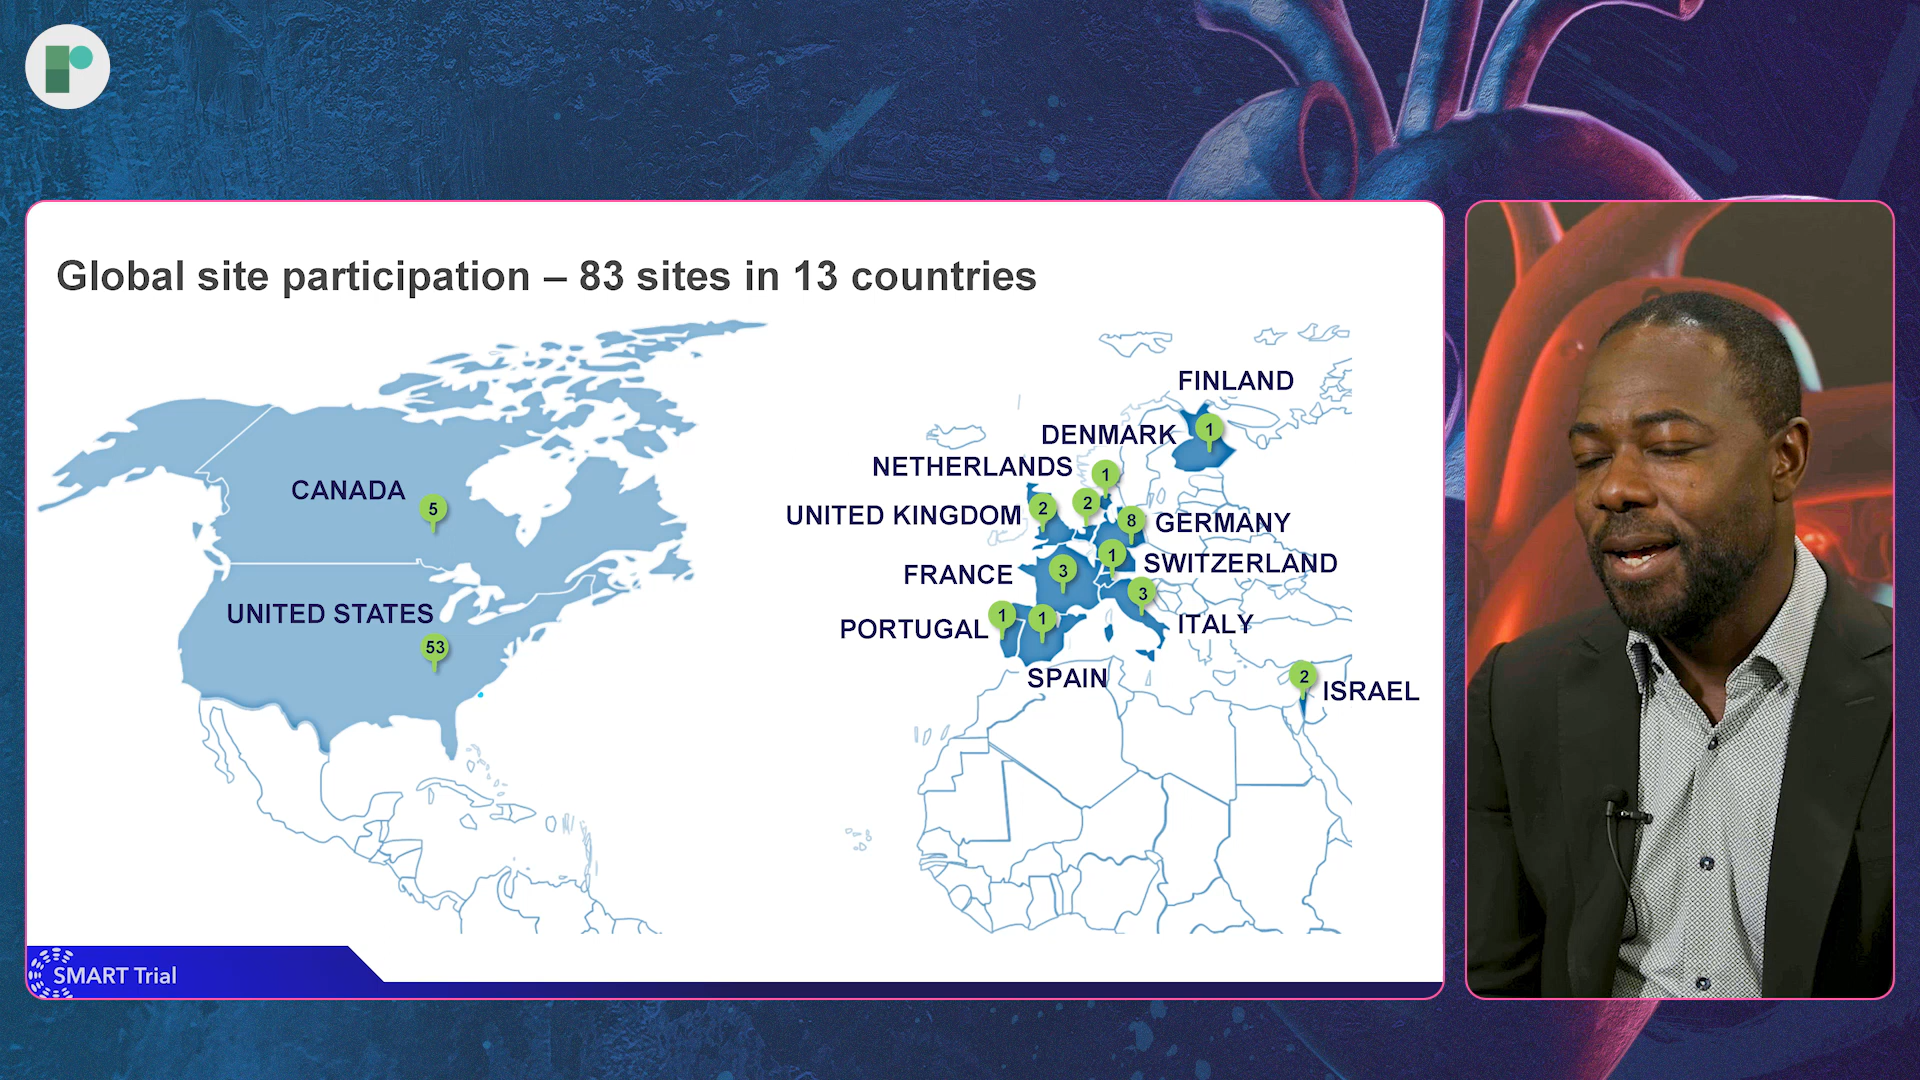 Global site participation – 83 sites in 13 countries
FINLAND
1
DENMARK
NETHERLANDS
1
CANADA
5
UNITED KINGDOM
2
2
8
GERMANY
1
SWITZERLAND
FRANCE
3
3
UNITED STATES
53
PORTUGAL
1
1
ITALY
SPAIN
2
ISRAEL
SMART Trial